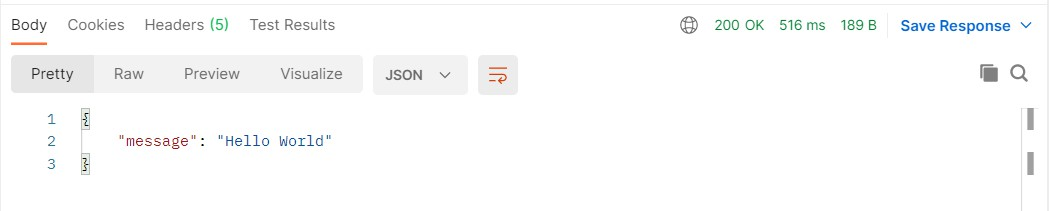 Body Cookies Headers (5) Test Results 200 OK 516 ms 189 B Save Response
Pretty Raw Preview Visualize JSON
1 {
2 "message": "Hello World"
3 }